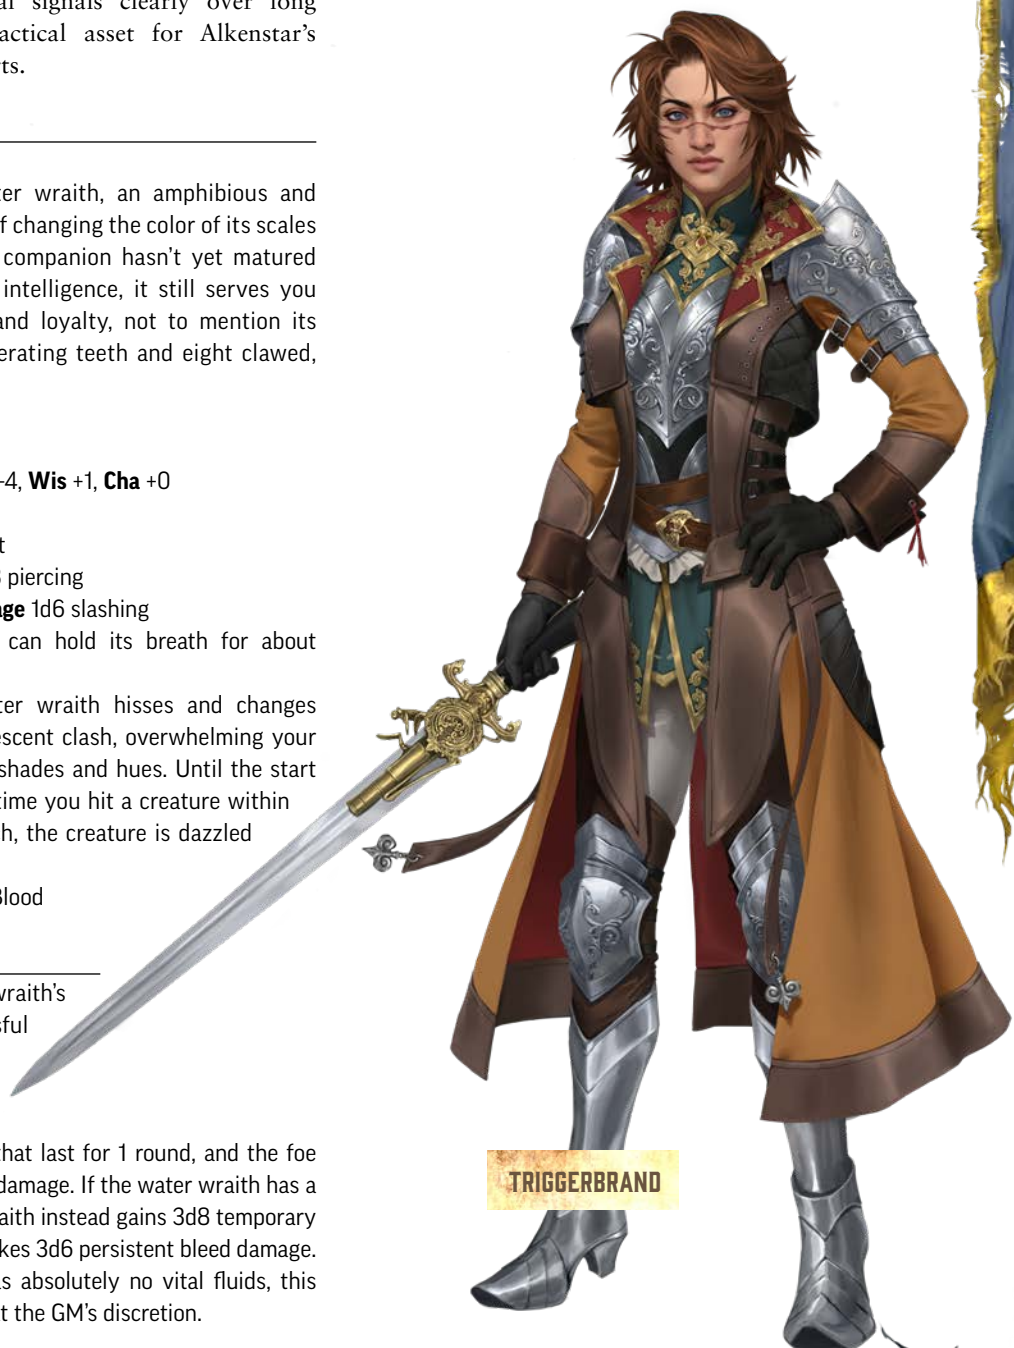 al signals clearly over long
actical asset for Alkenstar’s
ts.
er wraith, an amphibious and
f changing the color of its scales
companion hasn’t yet matured
intelligence, it still serves you
and loyalty, not to mention its
erating teeth and eight clawed,
-4, Wis +1, Cha +0
t
piercing
age 1d6 slashing
can hold its breath for about
er wraith hisses and changes
escent clash, overwhelming your
shades and hues. Until the start
time you hit a creature within
h, the creature is dazzled
Blood
wraith’s
sful
that last for 1 round, and the foe
damage. If the water wraith has a
aith instead gains 3d8 temporary
kes 3d6 persistent bleed damage.
as absolutely no vital fluids, this
t the GM’s discretion.
TRIGGERBRAND